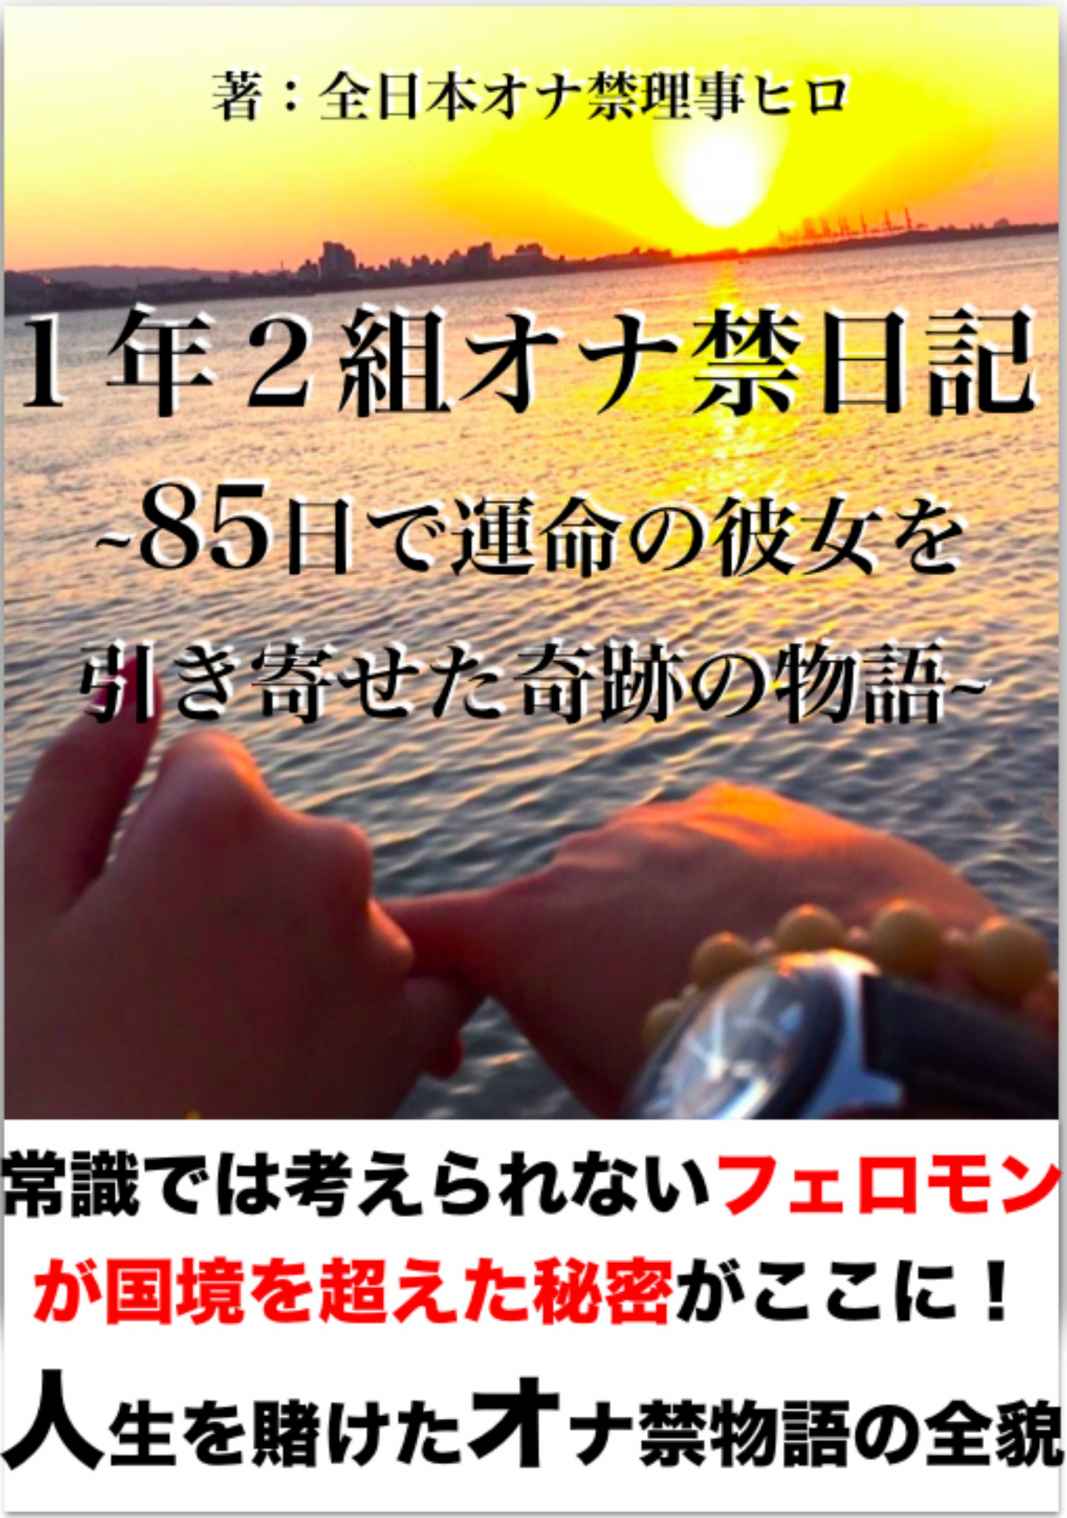 著：全日本オナ禁理事ヒロ
１年２組オナ禁日記
~85日で運命の彼女を
引き寄せた奇跡の物語~
常識では考えられないフェロモン
が国境を超えた秘密がここに！
人生を賭けたオナ禁物語の全貌